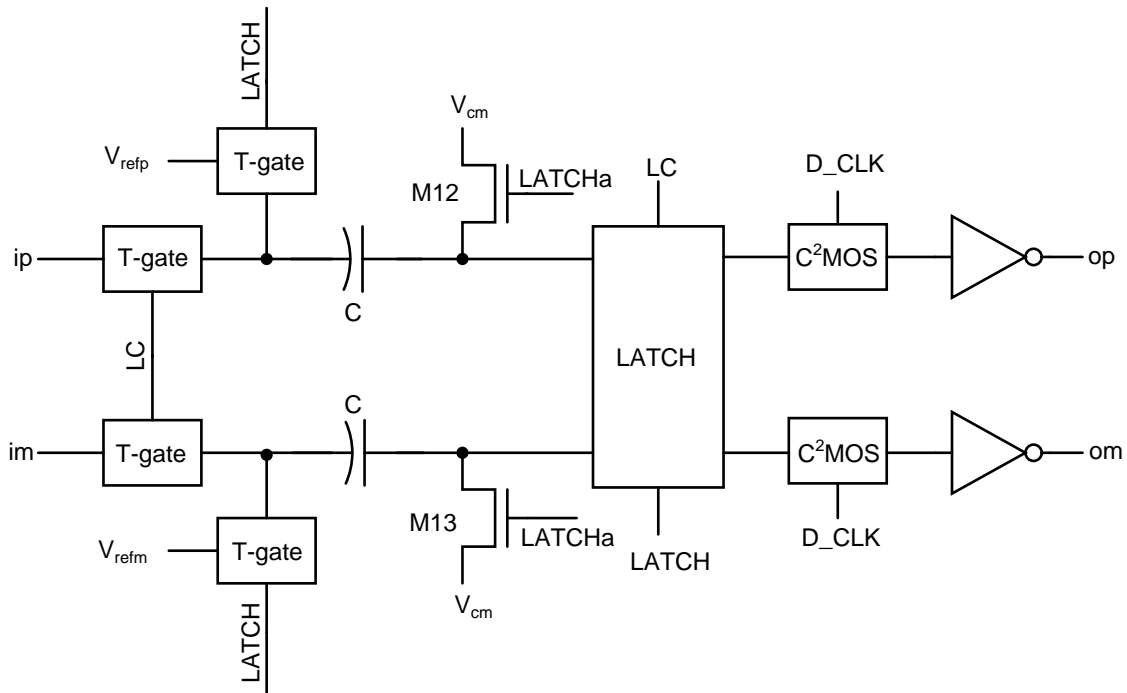 LATCH
V_cm
V_refp
T-gate
M12
LATCHa
LC
D_CLK
ip
T-gate
C²MOS
op
C
LC
LATCH
C
im
T-gate
C²MOS
om
M13
LATCHa
D_CLK
V_refm
T-gate
LATCH
V_cm
LATCH